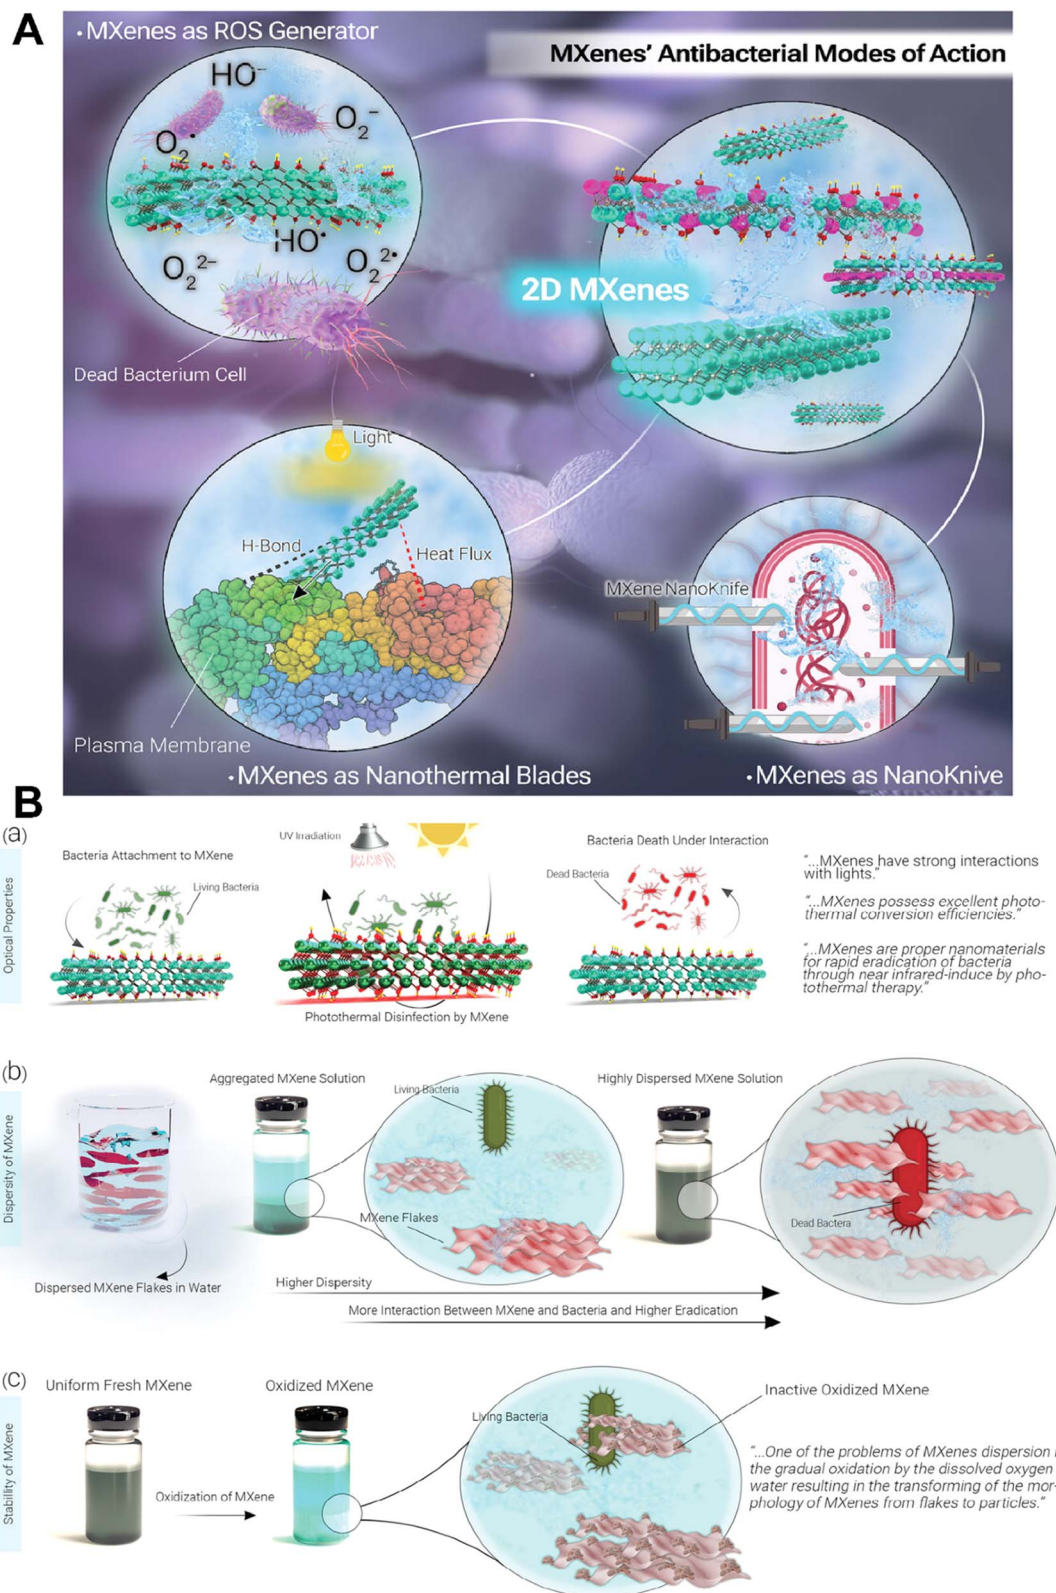 A
• MXenes as ROS Generator
MXenes' Antibacterial Modes of Action
HO⁻
O₂⁻
O₂•
HO•
O₂²⁻
O₂²•
2D MXenes
Dead Bacterium Cell
Light
H-Bond
Heat Flux
MXene NanoKnife
Plasma Membrane
• MXenes as Nanothermal Blades
• MXenes as NanoKnive
B
(a)
Optical Properties
Bacteria Attachment to MXene
Living Bacteria
UV Irradiation
Photothermal Disinfection by MXene
Bacteria Death Under Interaction
Dead Bacteria
"...MXenes have strong interactions
with lights."
"...MXenes possess excellent photo-
thermal conversion efficiencies."
"...MXenes are proper nanomaterials
for rapid eradication of bacteria
through near infrared-induce by pho-
totothermal therapy."
(b)
Dispersity of MXene
Dispersed MXene Flakes in Water
Aggregated MXene Solution
Living Bacteria
MXene Flakes
Highly Dispersed MXene Solution
Dead Bactera
Higher Dispersity
More Interaction Between MXene and Bacteria and Higher Eradication
(c)
Stability of MXene
Uniform Fresh MXene
Oxidized MXene
Oxidization of MXene
Living Bacteria
Inactive Oxidized MXene
"...One of the problems of MXenes dispersion
the gradual oxidation by the dissolved oxygen
water resulting in the transforming of the mor-
phology of MXenes from flakes to particles."